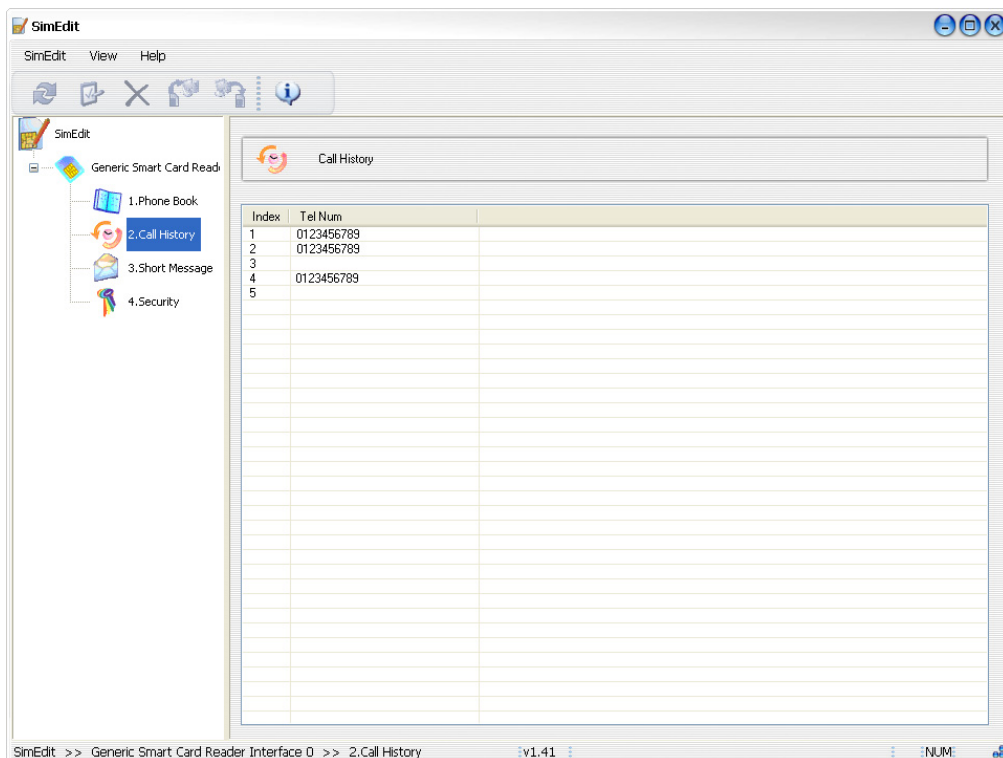 SimEdit
SimEdit View Help
SimEdit
Generic Smart Card Read
1.Phone Book
2.Call History
3.Short Message
4.Security
Call History
Index Tel Num
1 0123456789
2 0123456789
3
4 0123456789
5
SimEdit >> Generic Smart Card Reader Interface 0 >> 2.Call History v1.41 NUM